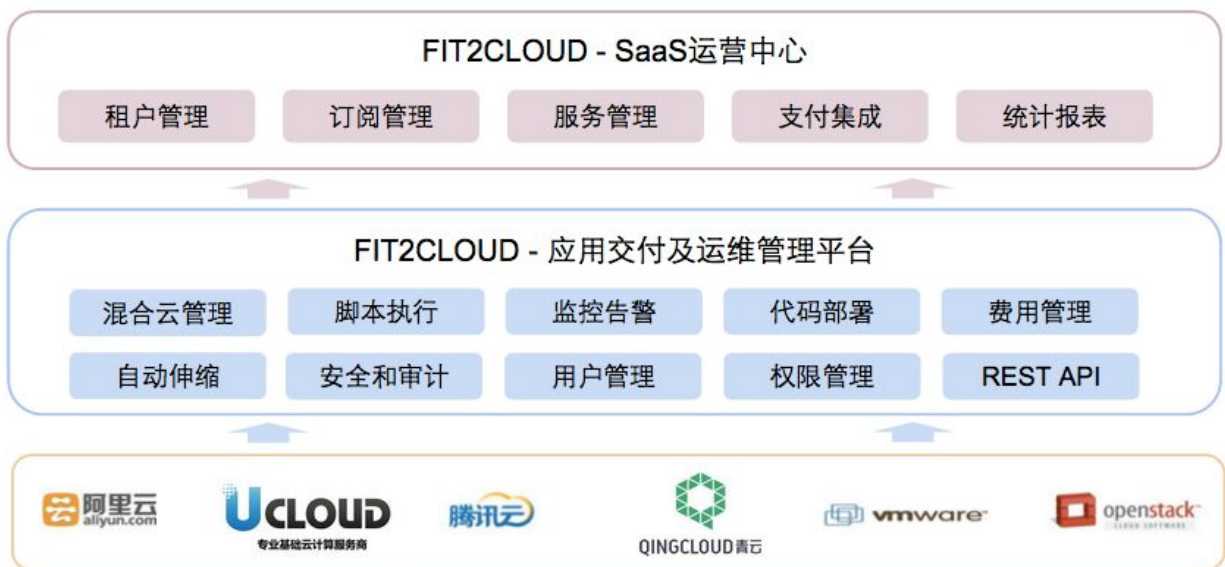 FIT2CLOUD - SaaS运营中心
租户管理 订阅管理 服务管理 支付集成 统计报表
FIT2CLOUD - 应用交付及运维管理平台
混合云管理 脚本执行 监控告警 代码部署 费用管理
自动伸缩 安全和审计 用户管理 权限管理 REST API
阿里云
aliyun.com
UCLOUD
专业基础云计算服务商
腾讯云
QINGCLOUD青云
vmware
openstack
CLOUD SOFTWARE